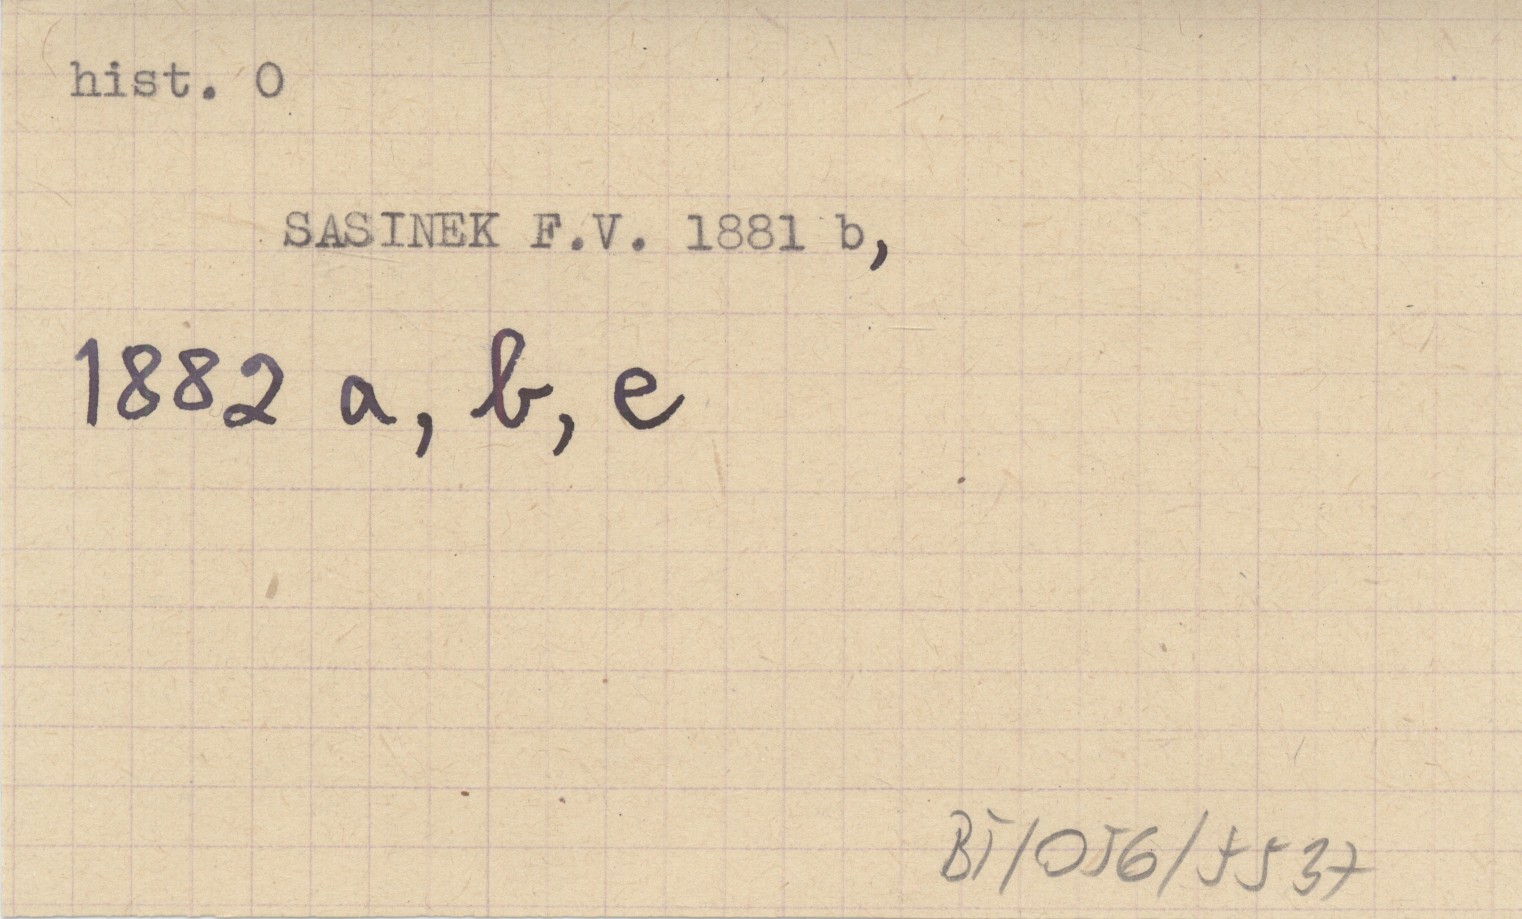 hist. O
SASINEK F.V. 1881 b,
1882 a, b, e